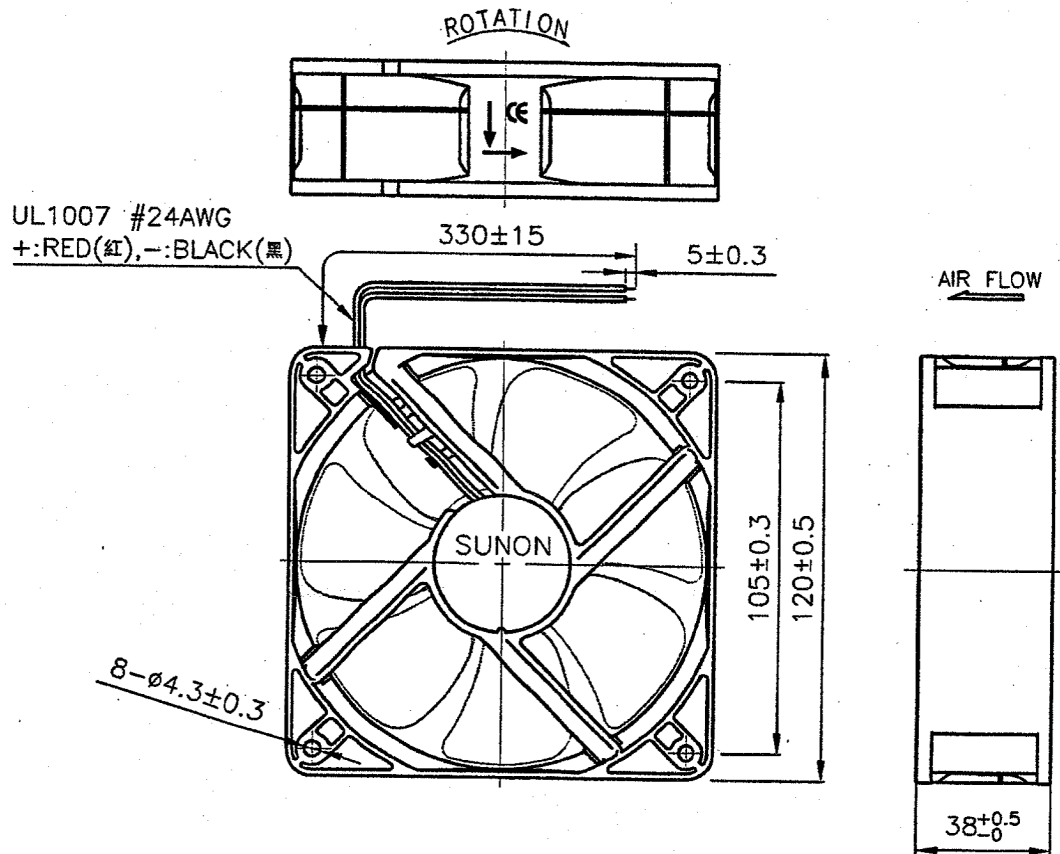 ROTATION
CE
UL1007 #24AWG
+:RED(紅),-:BLACK(黑)
330±15
5±0.3
AIR FLOW
SUNON
105±0.3
120±0.5
8-ø4.3±0.3
38+0.5
-0